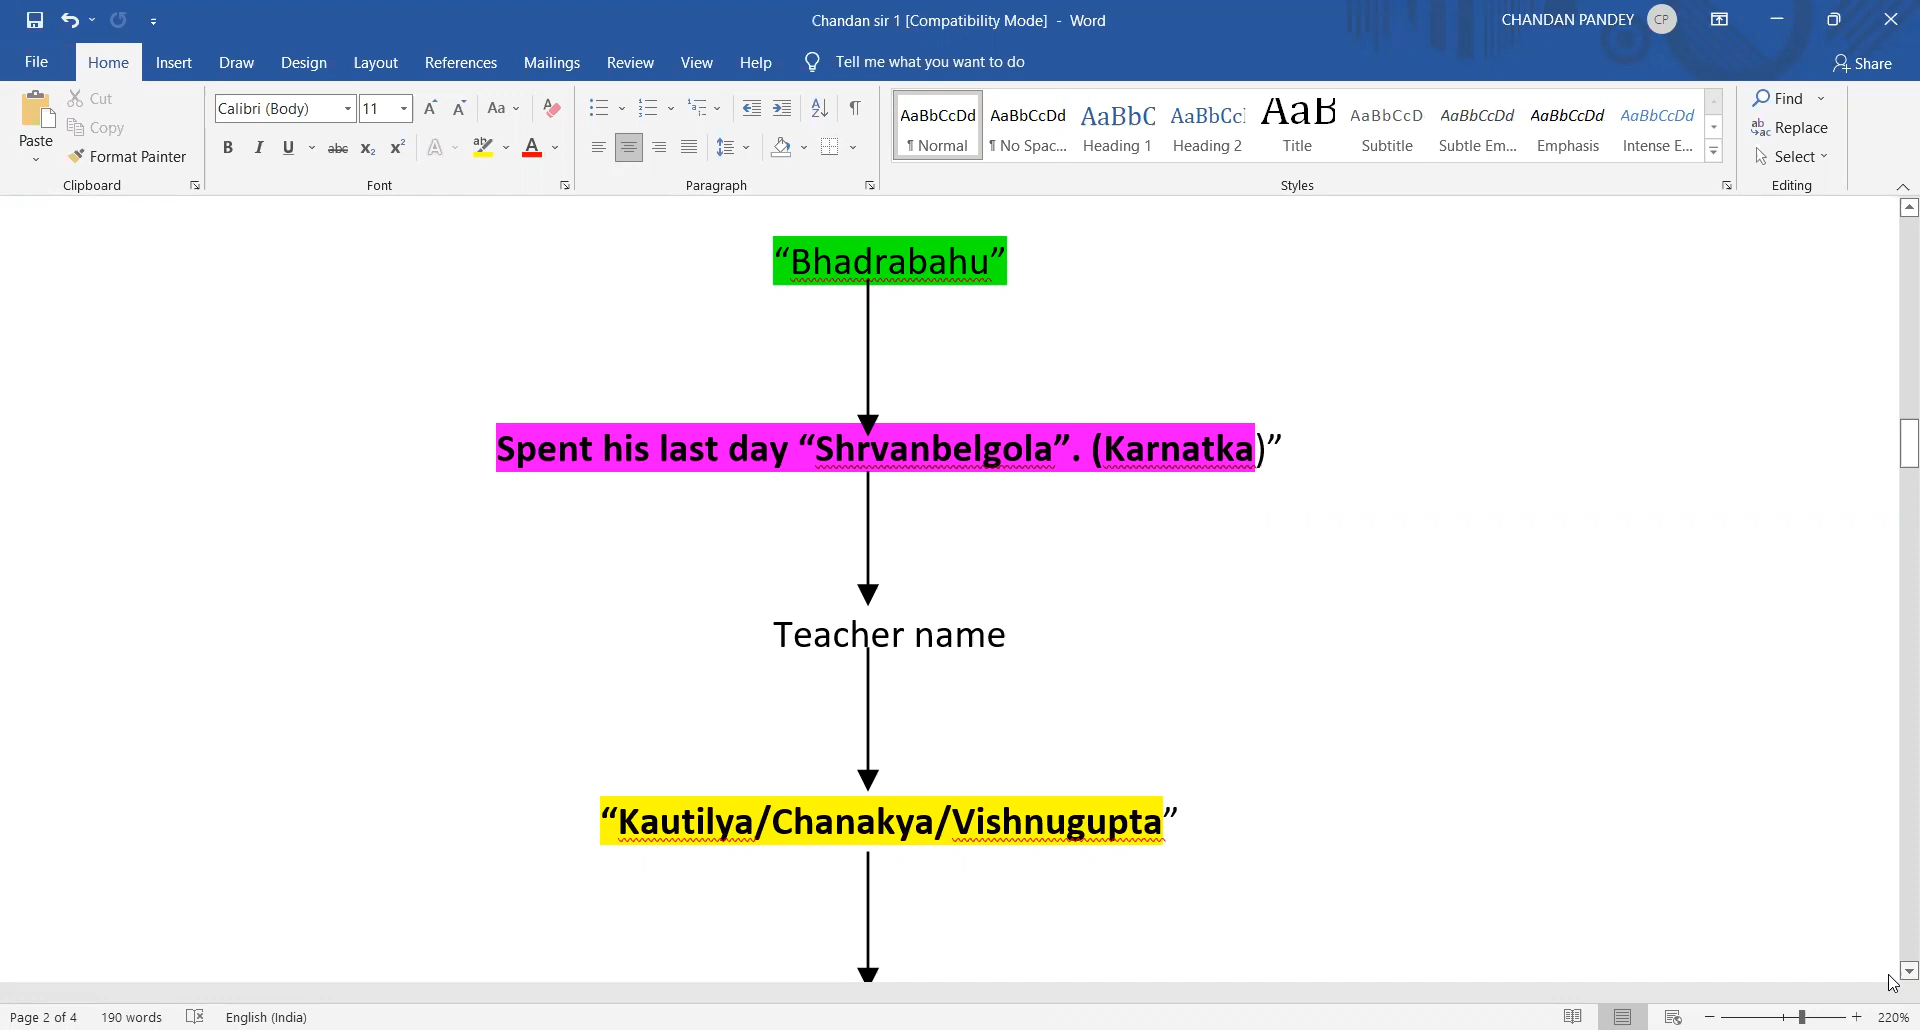 Chandan sir 1 [Compatibility Mode] - Word
CHANDAN PANDEY CP
File Home Insert Draw Design Layout References Mailings Review View Help Tell me what you want to do Share
Paste
Cut
Copy
Format Painter
Clipboard
Calibri (Body) 11
Font
Paragraph
AaBbCcDd AaBbCcDd AaBbC AaBbCc AaB AaBbCcD AaBbCcDd AaBbCcDd AaBbCcDd
¶ Normal ¶ No Spac... Heading 1 Heading 2 Title Subtitle Subtle Em... Emphasis Intense E...
Styles
Find
Replace
Select
Editing
“Bhadrabahu”
Spent his last day “Shrvanbelgola”. (Karnatka)”
Teacher name
“Kautilya/Chanakya/Vishnugupta”
Page 2 of 4 190 words English (India) 220%